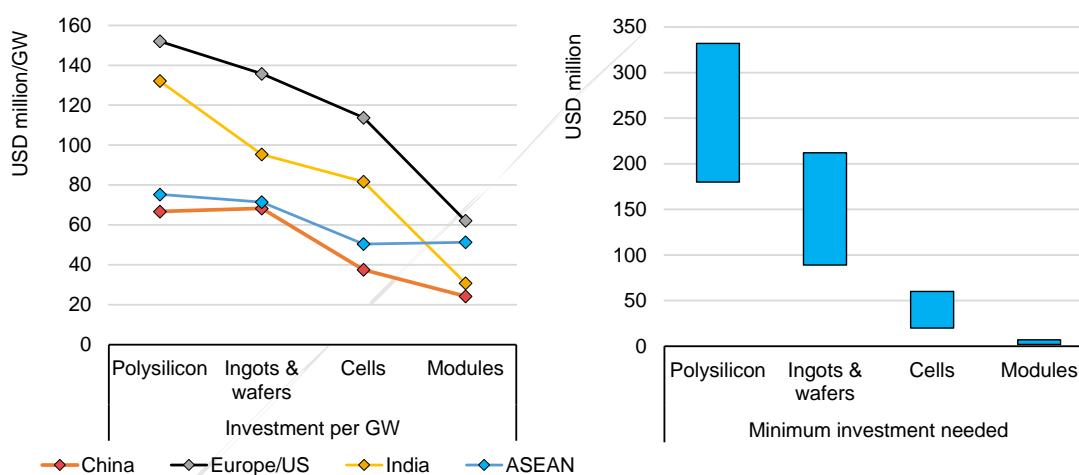 USD million/GW
160
140
120
100
80
60
40
20
0
Polysilicon Ingots & wafers Cells Modules
Investment per GW
China Europe/US India ASEAN
USD million
350
300
250
200
150
100
50
0
Polysilicon Ingots & wafers Cells Modules
Minimum investment needed